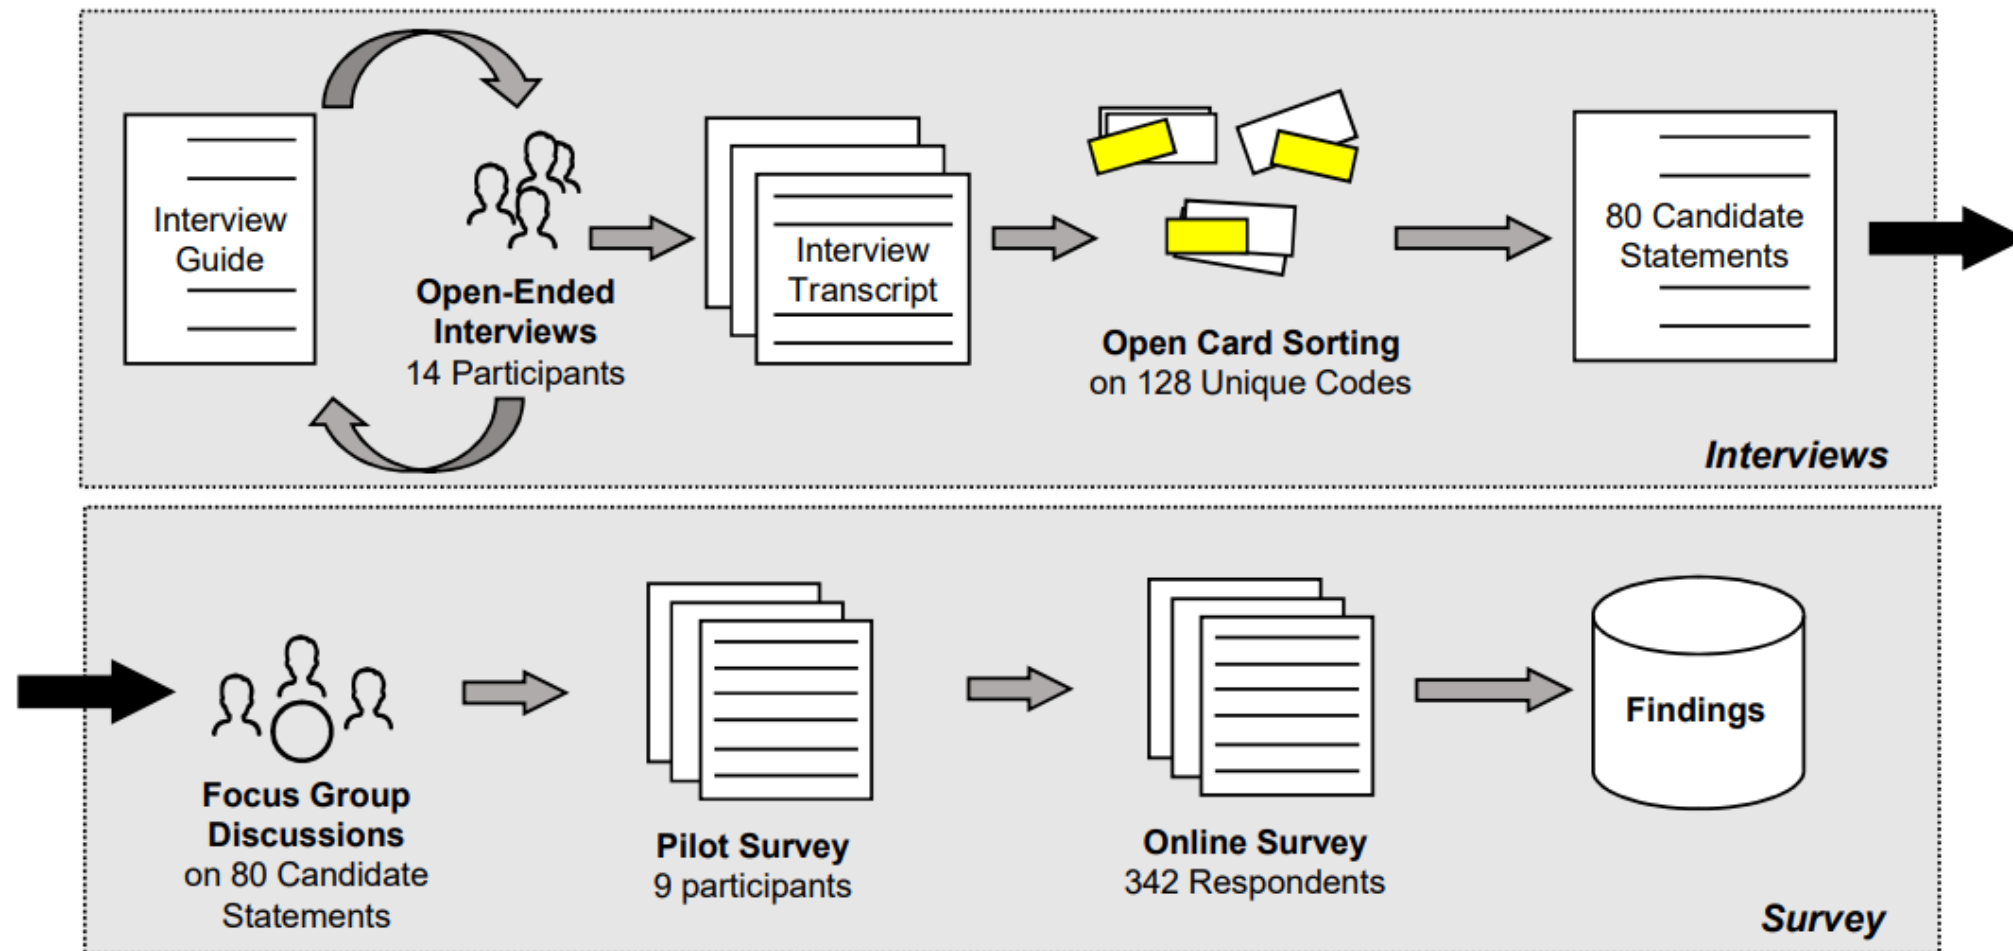 Interview
Guide
Open-Ended
Interviews
14 Participants
Interview
Transcript
Open Card Sorting
on 128 Unique Codes
80 Candidate
Statements
Interviews
Focus Group
Discussions
on 80 Candidate
Statements
Pilot Survey
9 participants
Online Survey
342 Respondents
Findings
Survey